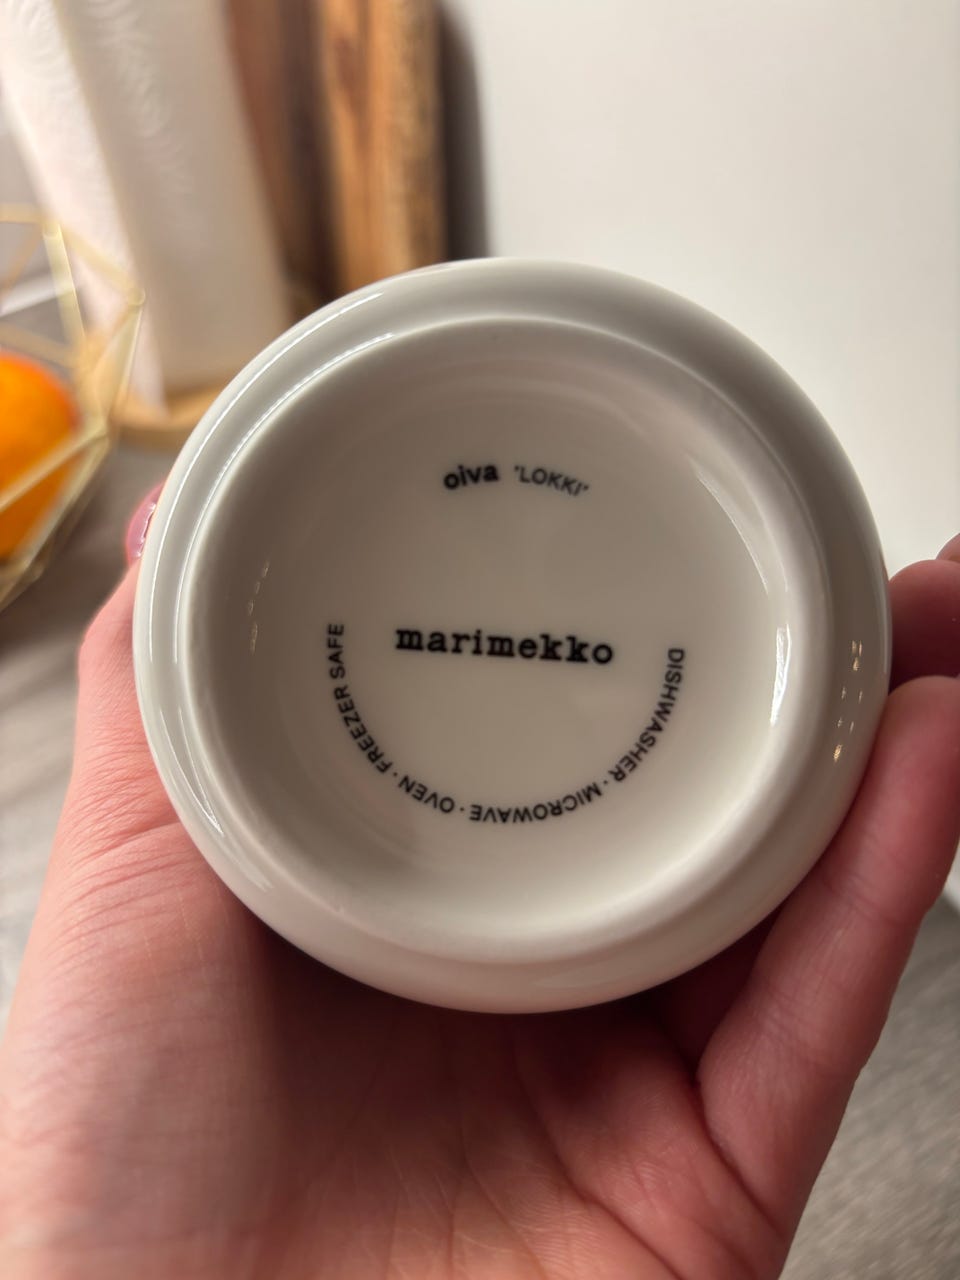 oiva 'LOKKI'
marimekko
DISHWASHER · MICROWAVE · OVEN · FREEZER SAFE